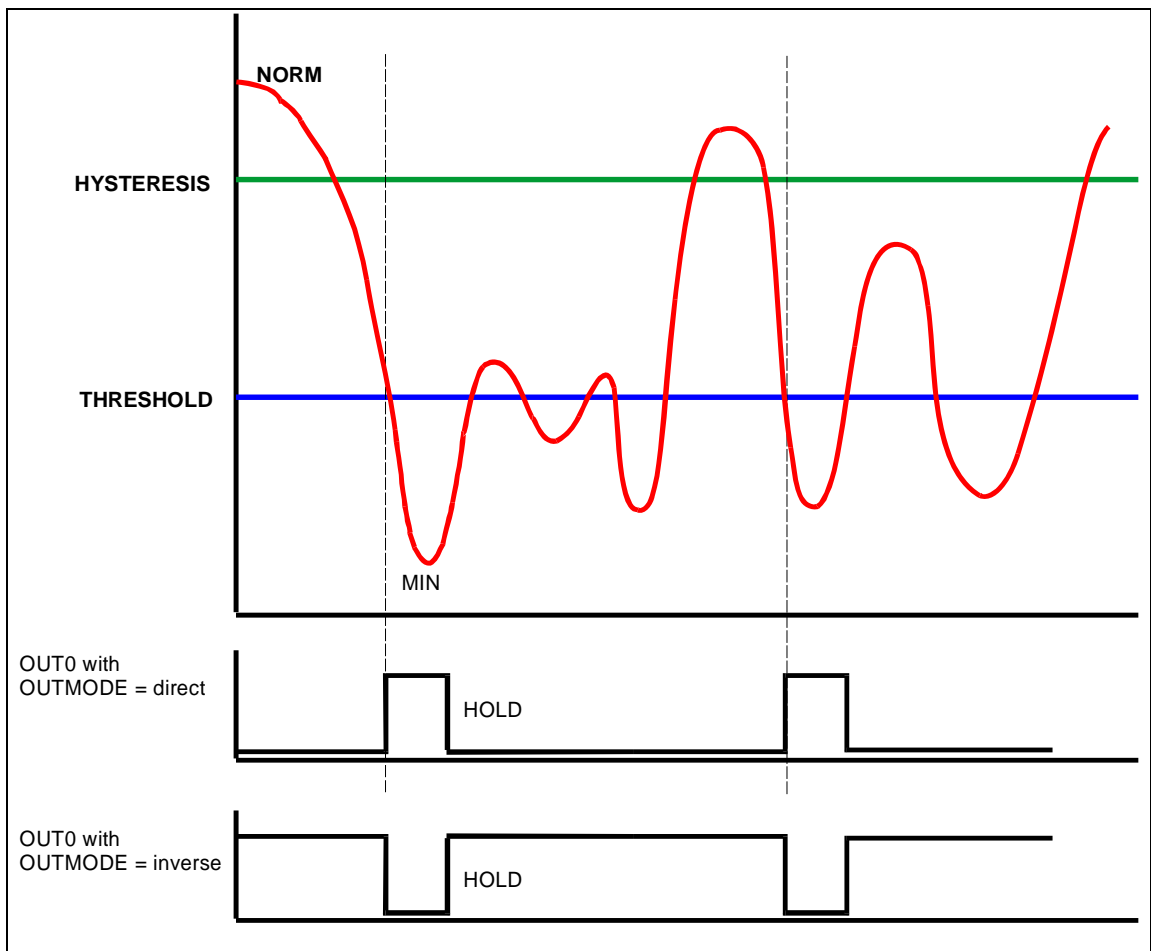 NORM
HYSTERESIS
THRESHOLD
MIN
OUT0 with
OUTMODE = direct
HOLD
OUT0 with
OUTMODE = inverse
HOLD